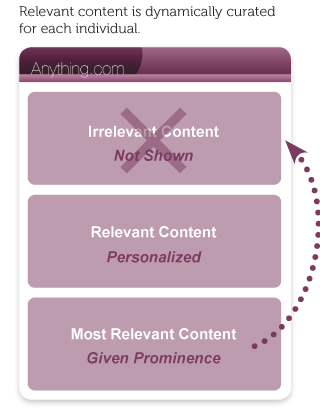 Relevant content is dynamically curated
for each individual.
Anything.com
Irrelevant Content
Not Shown
Relevant Content
Personalized
Most Relevant Content
Given Prominence